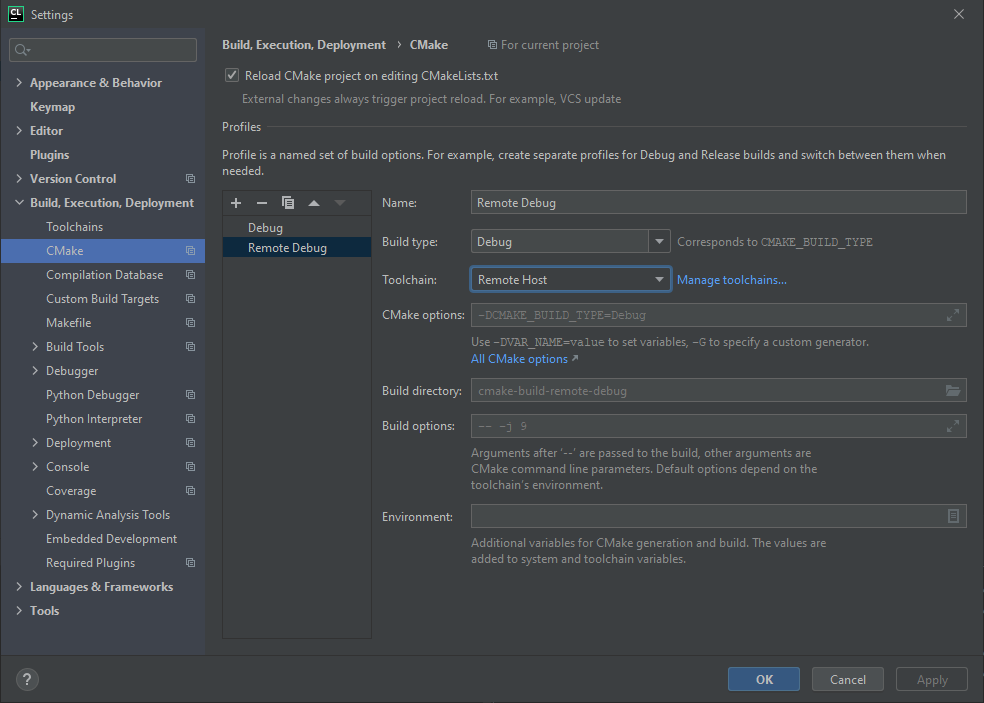 CL
Settings
Build, Execution, Deployment › CMake
For current project
Appearance & Behavior
Keymap
Editor
Plugins
Version Control
Build, Execution, Deployment
Toolchains
CMake
Compilation Database
Custom Build Targets
Makefile
Build Tools
Debugger
Python Debugger
Python Interpreter
Deployment
Console
Coverage
Dynamic Analysis Tools
Embedded Development
Required Plugins
Languages & Frameworks
Tools
Reload CMake project on editing CMakeLists.txt
External changes always trigger project reload. For example, VCS update
Profiles
Profile is a named set of build options. For example, create separate profiles for Debug and Release builds and switch between them when
needed.
Debug
Remote Debug
Name: Remote Debug
Build type: Debug Corresponds to CMAKE_BUILD_TYPE
Toolchain: Remote Host Manage toolchains...
CMake options: -DCMAKE_BUILD_TYPE=Debug
Use -DVAR_NAME=value to set variables, -G to specify a custom generator.
All CMake options ↗
Build directory: cmake-build-remote-debug
Build options: -- -j 9
Arguments after '--' are passed to the build, other arguments are
CMake command line parameters. Default options depend on the
toolchain's environment.
Environment:
Additional variables for CMake generation and build. The values are
added to system and toolchain variables.
?
OK Cancel Apply